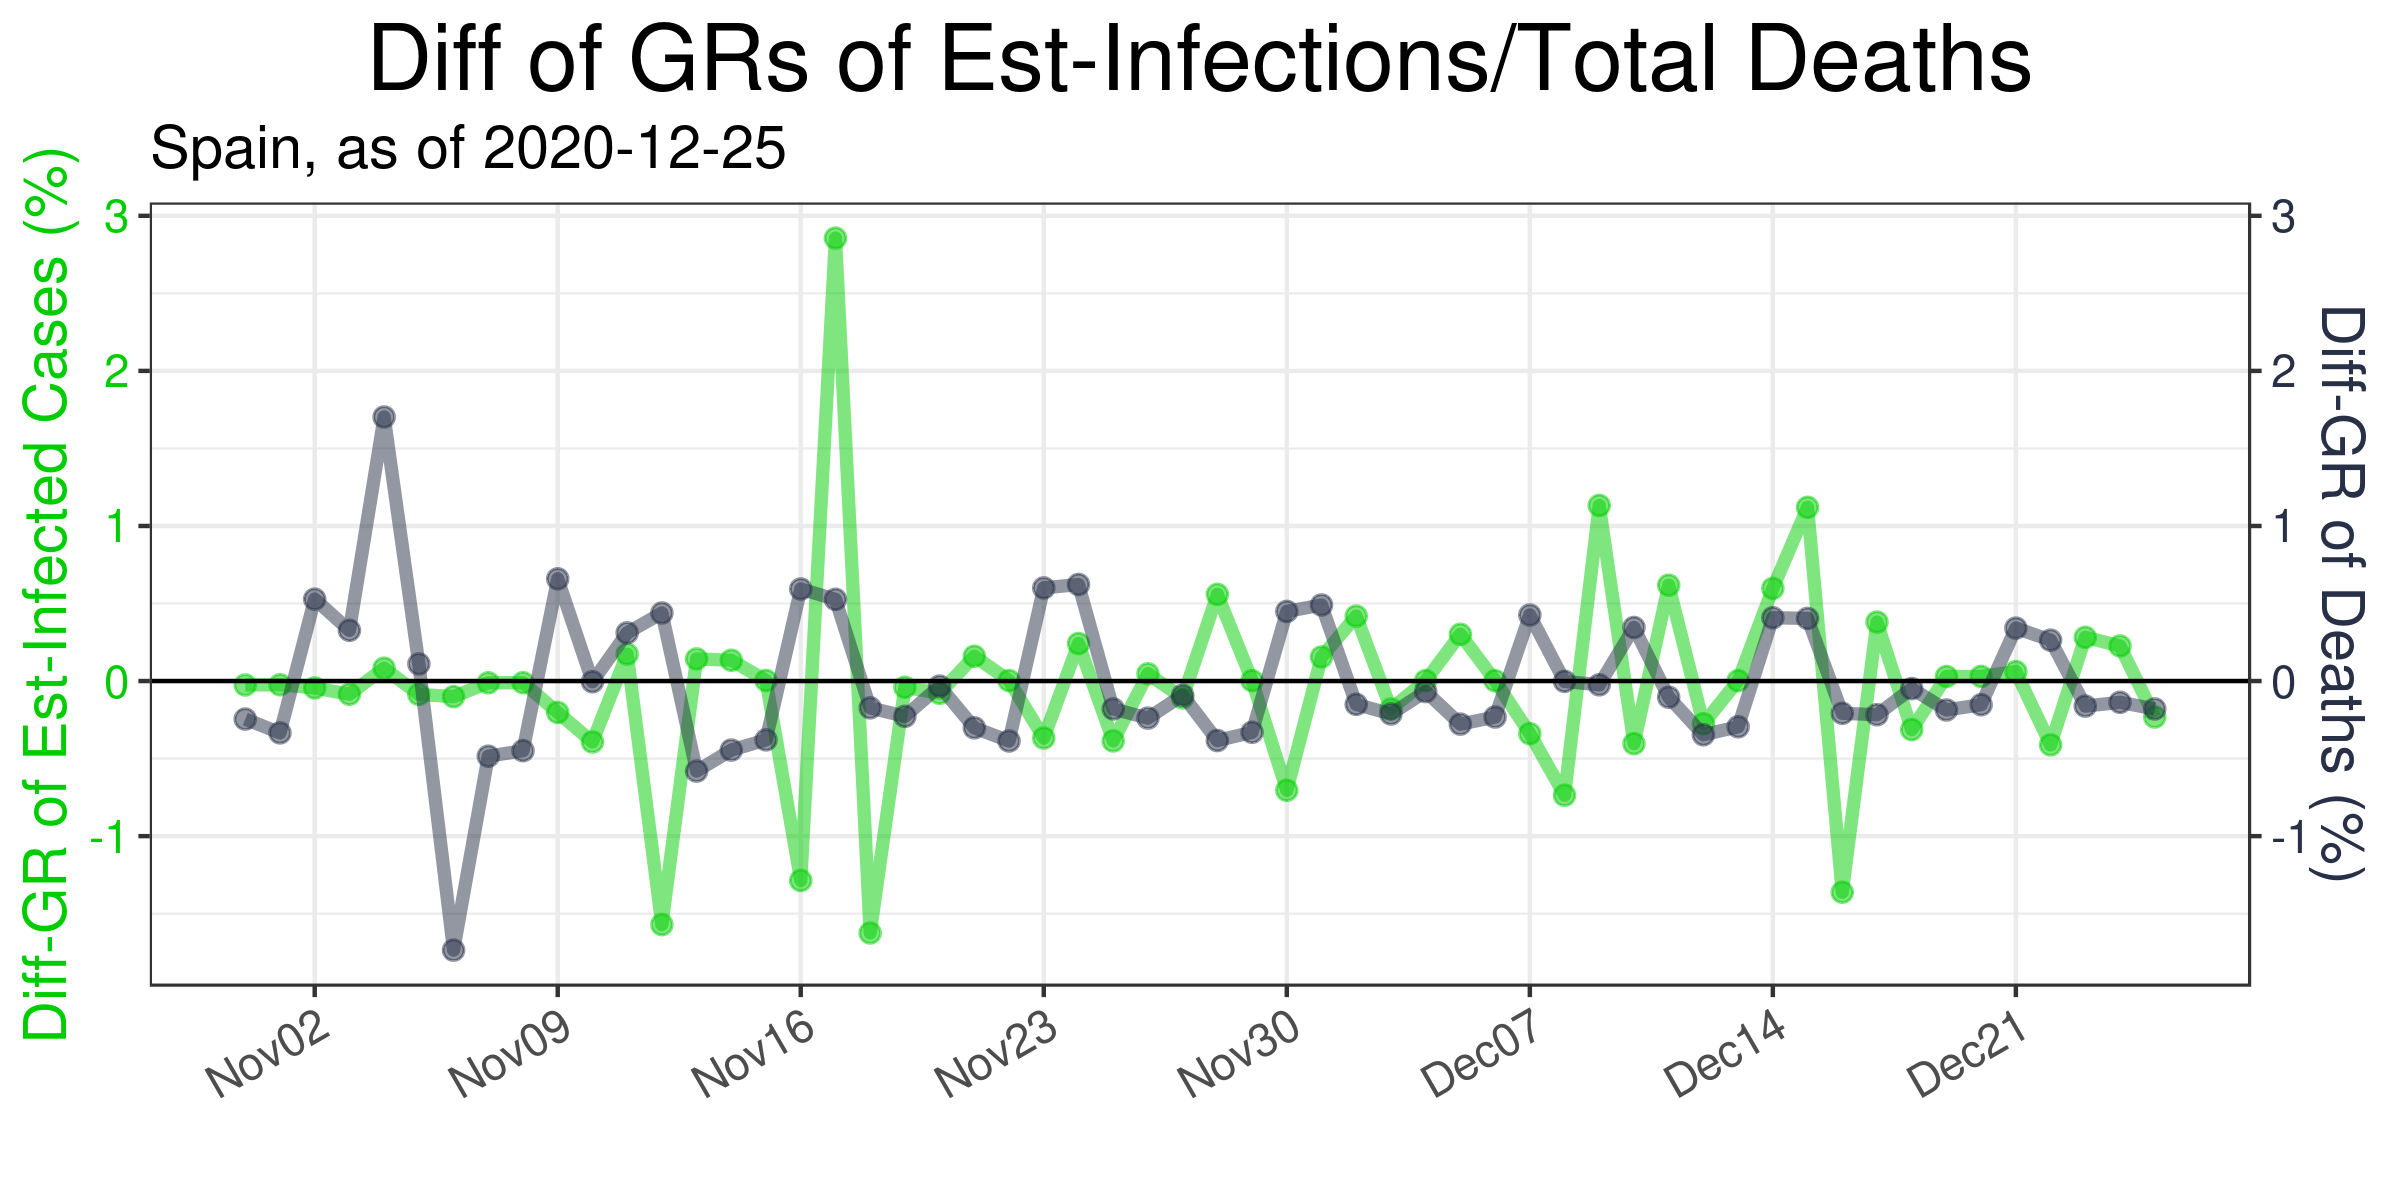 Diff of GRs of Est-Infections/Total Deaths
Spain, as of 2020-12-25
Diff-GR of Est-Infected Cases (%)
3
2
1
0
-1
3
2
1
0
-1
Diff-GR of Deaths (%)
Nov02
Nov09
Nov16
Nov23
Nov30
Dec07
Dec14
Dec21